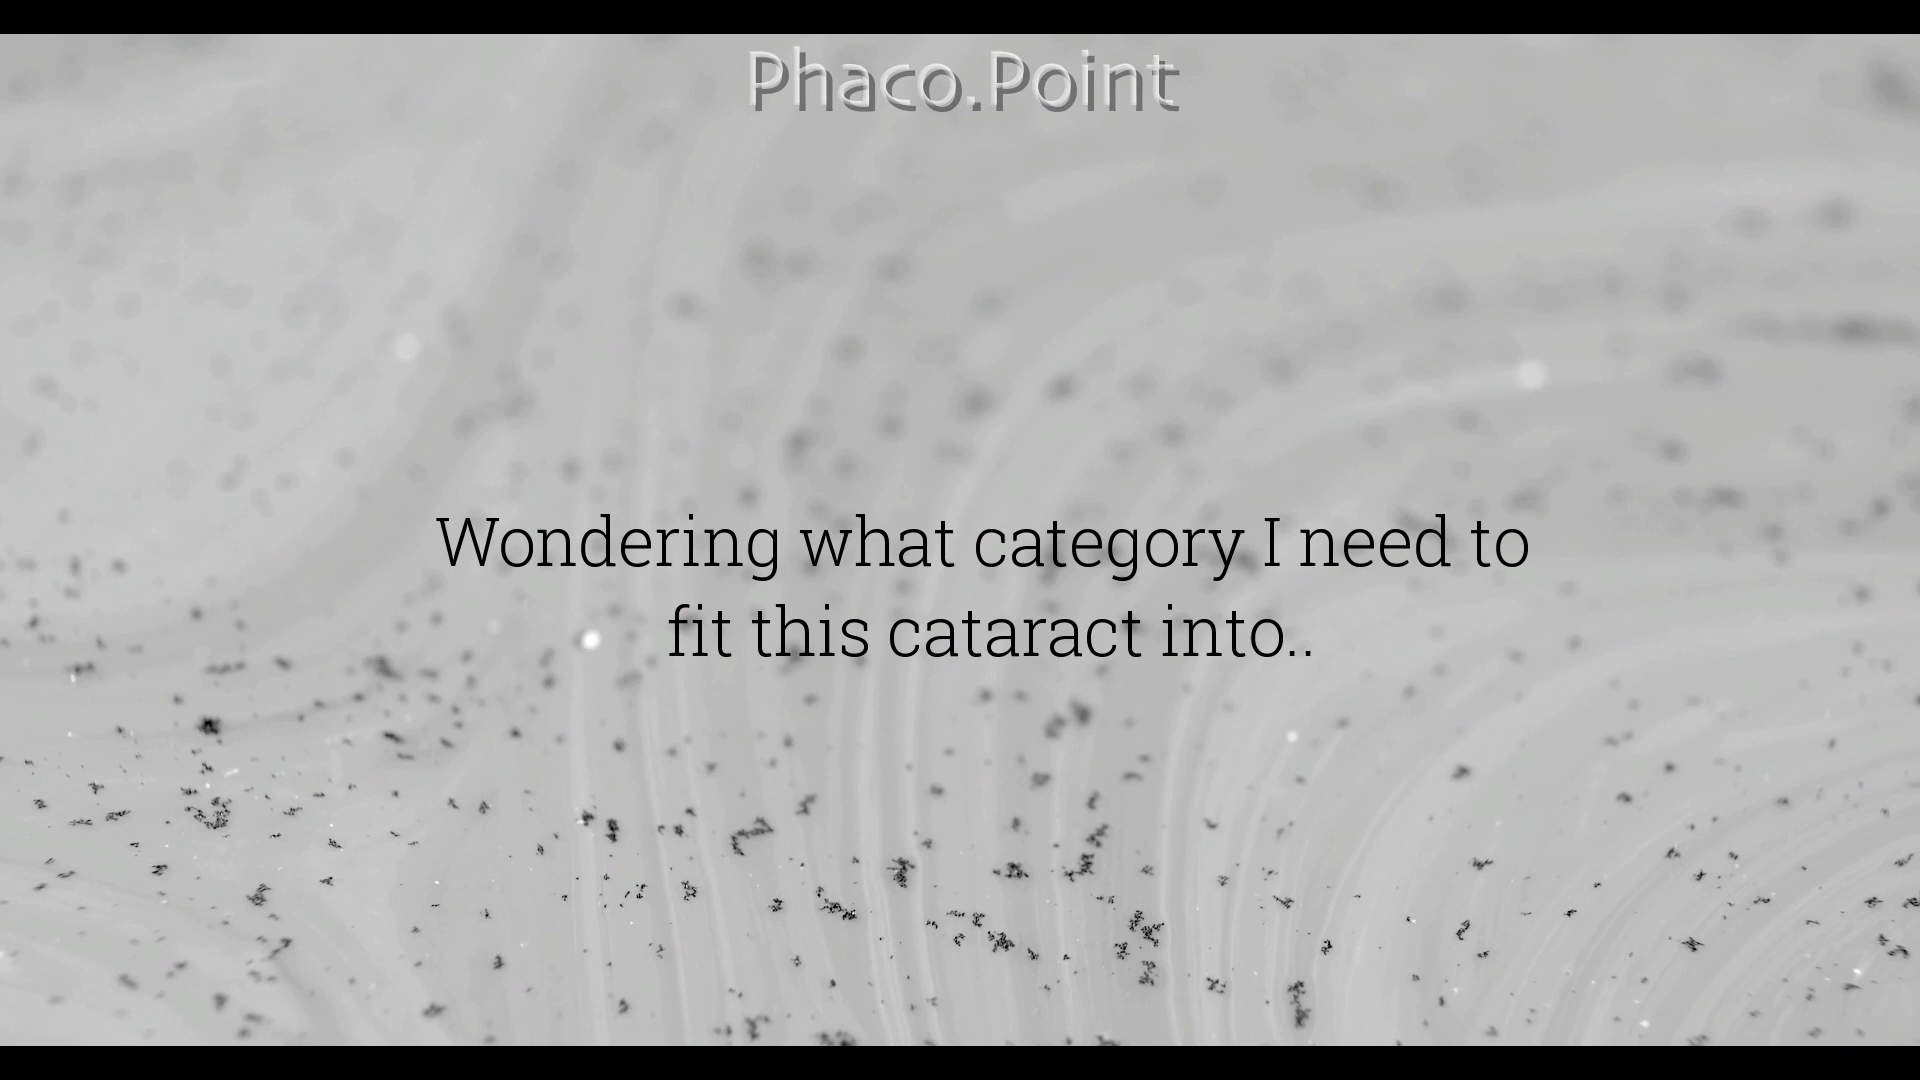 Phaco.Point
Wondering what category I need to
fit this cataract into..